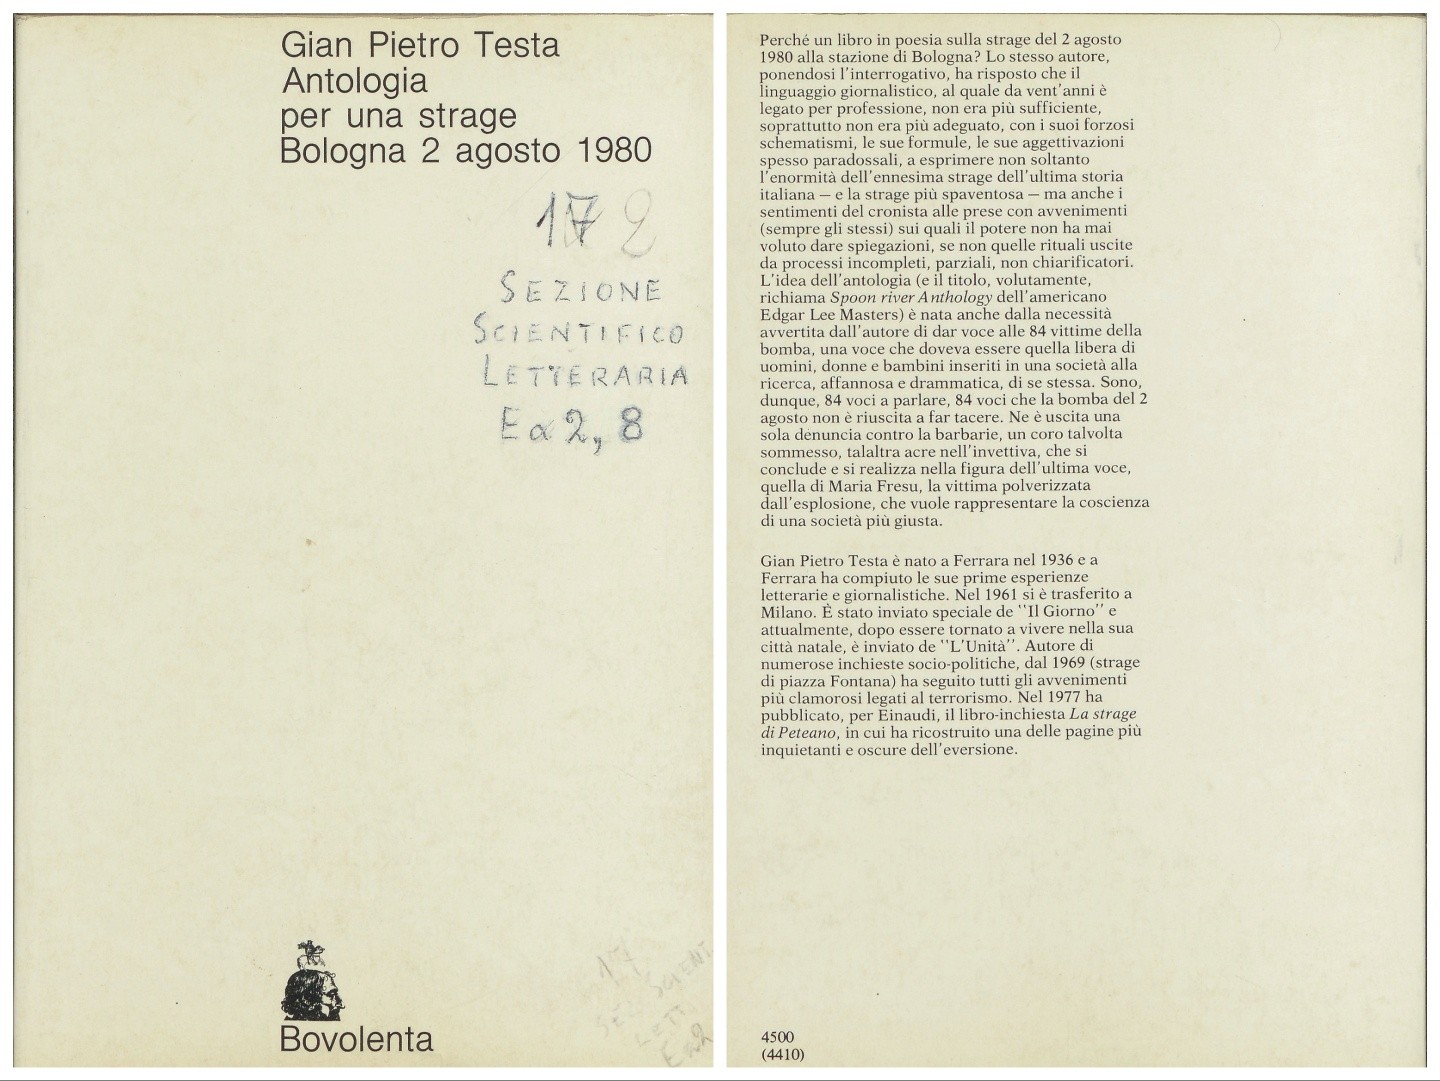 Gian Pietro Testa
Antologia
per una strage
Bologna 2 agosto 1980
172
SEZIONE
SCIENTIFICO
LETTERARIA
Ea 2, 8
Bovolenta
17
SEZ SCIENT
LETT
Ea2
Perché un libro in poesia sulla strage del 2 agosto
1980 alla stazione di Bologna? Lo stesso autore,
ponendosi l'interrogativo, ha risposto che il
linguaggio giornalistico, al quale da vent'anni è
legato per professione, non era più sufficiente,
soprattutto non era più adeguato, con i suoi forzosi
schematismi, le sue formule, le sue aggettivazioni
spesso paradossali, a esprimere non soltanto
l'enormità dell'ennesima strage dell'ultima storia
italiana — e la strage più spaventosa — ma anche i
sentimenti del cronista alle prese con avvenimenti
(sempre gli stessi) sui quali il potere non ha mai
voluto dare spiegazioni, se non quelle rituali uscite
da processi incompleti, parziali, non chiarificatori.
L'idea dell'antologia (e il titolo, volutamente,
richiama Spoon river Anthology dell'americano
Edgar Lee Masters) è nata anche dalla necessità
avvertita dall'autore di dar voce alle 84 vittime della
bomba, una voce che doveva essere quella libera di
uomini, donne e bambini inseriti in una società alla
ricerca, affannosa e drammatica, di se stessa. Sono,
dunque, 84 voci a parlare, 84 voci che la bomba del 2
agosto non è riuscita a far tacere. Ne è uscita una
sola denuncia contro la barbarie, un coro talvolta
sommesso, talaltra acre nell'invettiva, che si
conclude e si realizza nella figura dell'ultima voce,
quella di Maria Fresu, la vittima polverizzata
dall'esplosione, che vuole rappresentare la coscienza
di una società più giusta.
Gian Pietro Testa è nato a Ferrara nel 1936 e a
Ferrara ha compiuto le sue prime esperienze
letterarie e giornalistiche. Nel 1961 si è trasferito a
Milano. È stato inviato speciale de "Il Giorno" e
attualmente, dopo essere tornato a vivere nella sua
città natale, è inviato de "L'Unità". Autore di
numerose inchieste socio-politiche, dal 1969 (strage
di piazza Fontana) ha seguito tutti gli avvenimenti
più clamorosi legati al terrorismo. Nel 1977 ha
pubblicato, per Einaudi, il libro-inchiesta La strage
di Peteano, in cui ha ricostruito una delle pagine più
inquietanti e oscure dell'eversione.
4500
(4410)